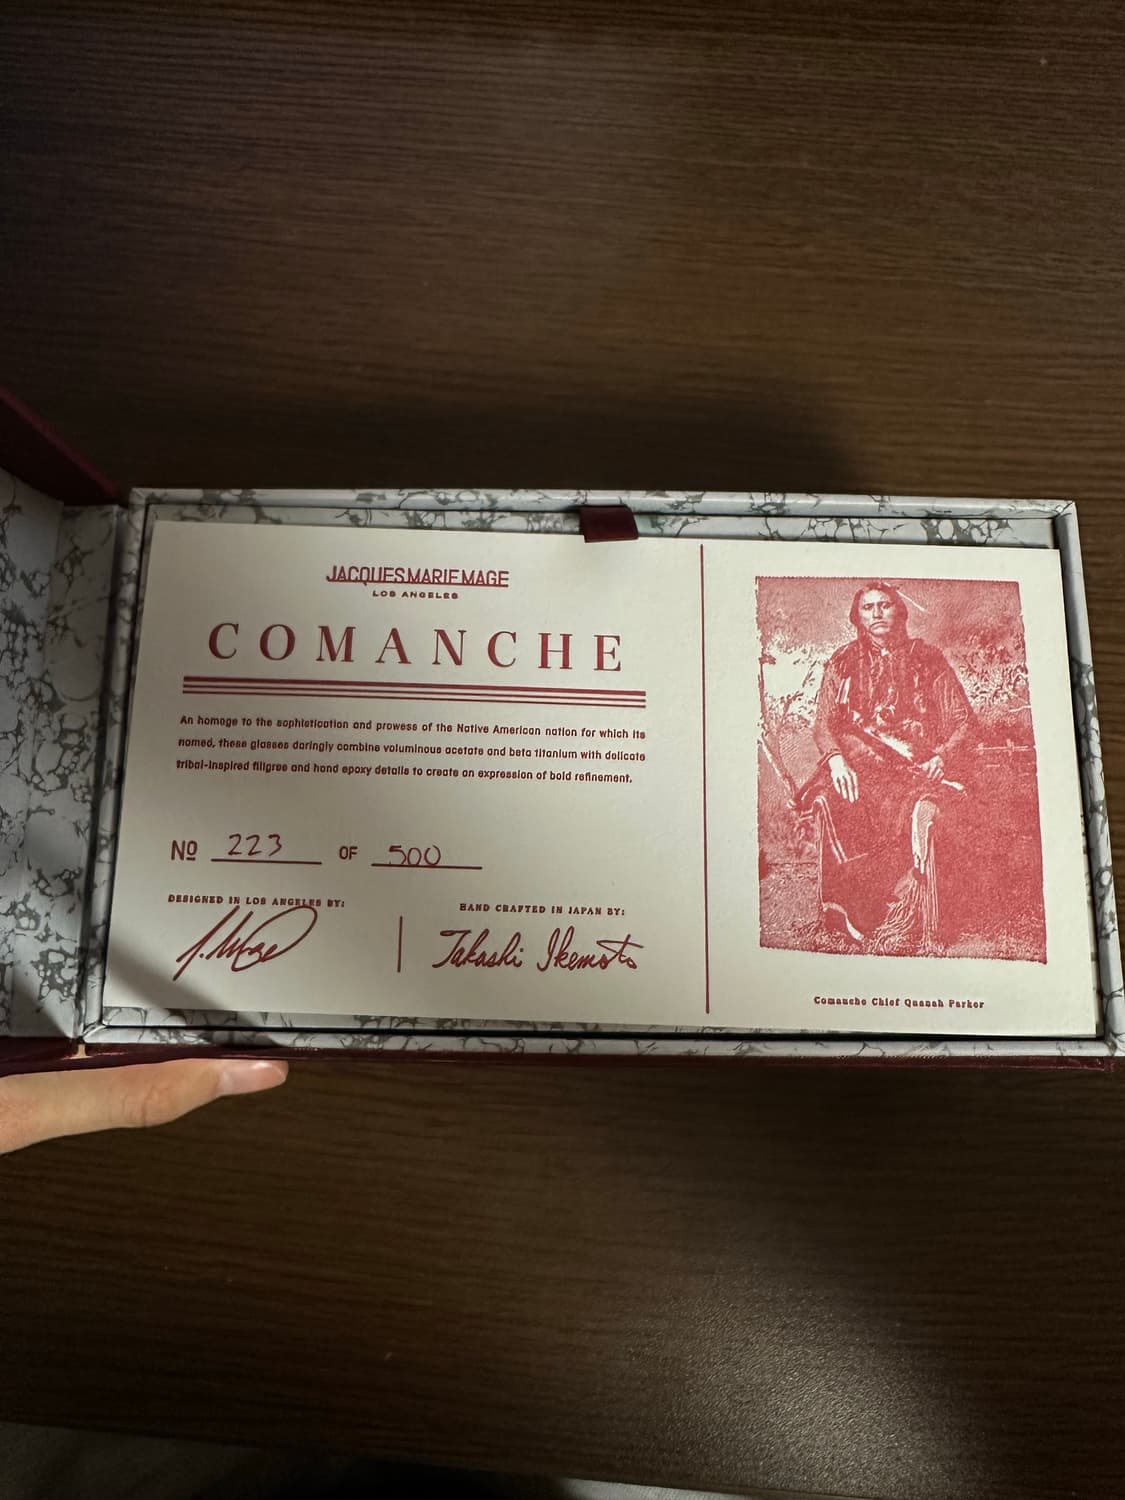 JACQUESMARIEMAGE
LOS ANGELES
COMANCHE
An homage to the sophistication and prowess of the Native American nation for which its
named, these glasses daringly combine voluminous acetate and beta titanium with delicate
tribal-inspired filigree and hand epoxy details to create an expression of bold refinement.
Nº 223 OF 500
DESIGNED IN LOS ANGELES BY:
J. Mage
HAND CRAFTED IN JAPAN BY:
Takashi Ikemoto
Comanche Chief Quanah Parker